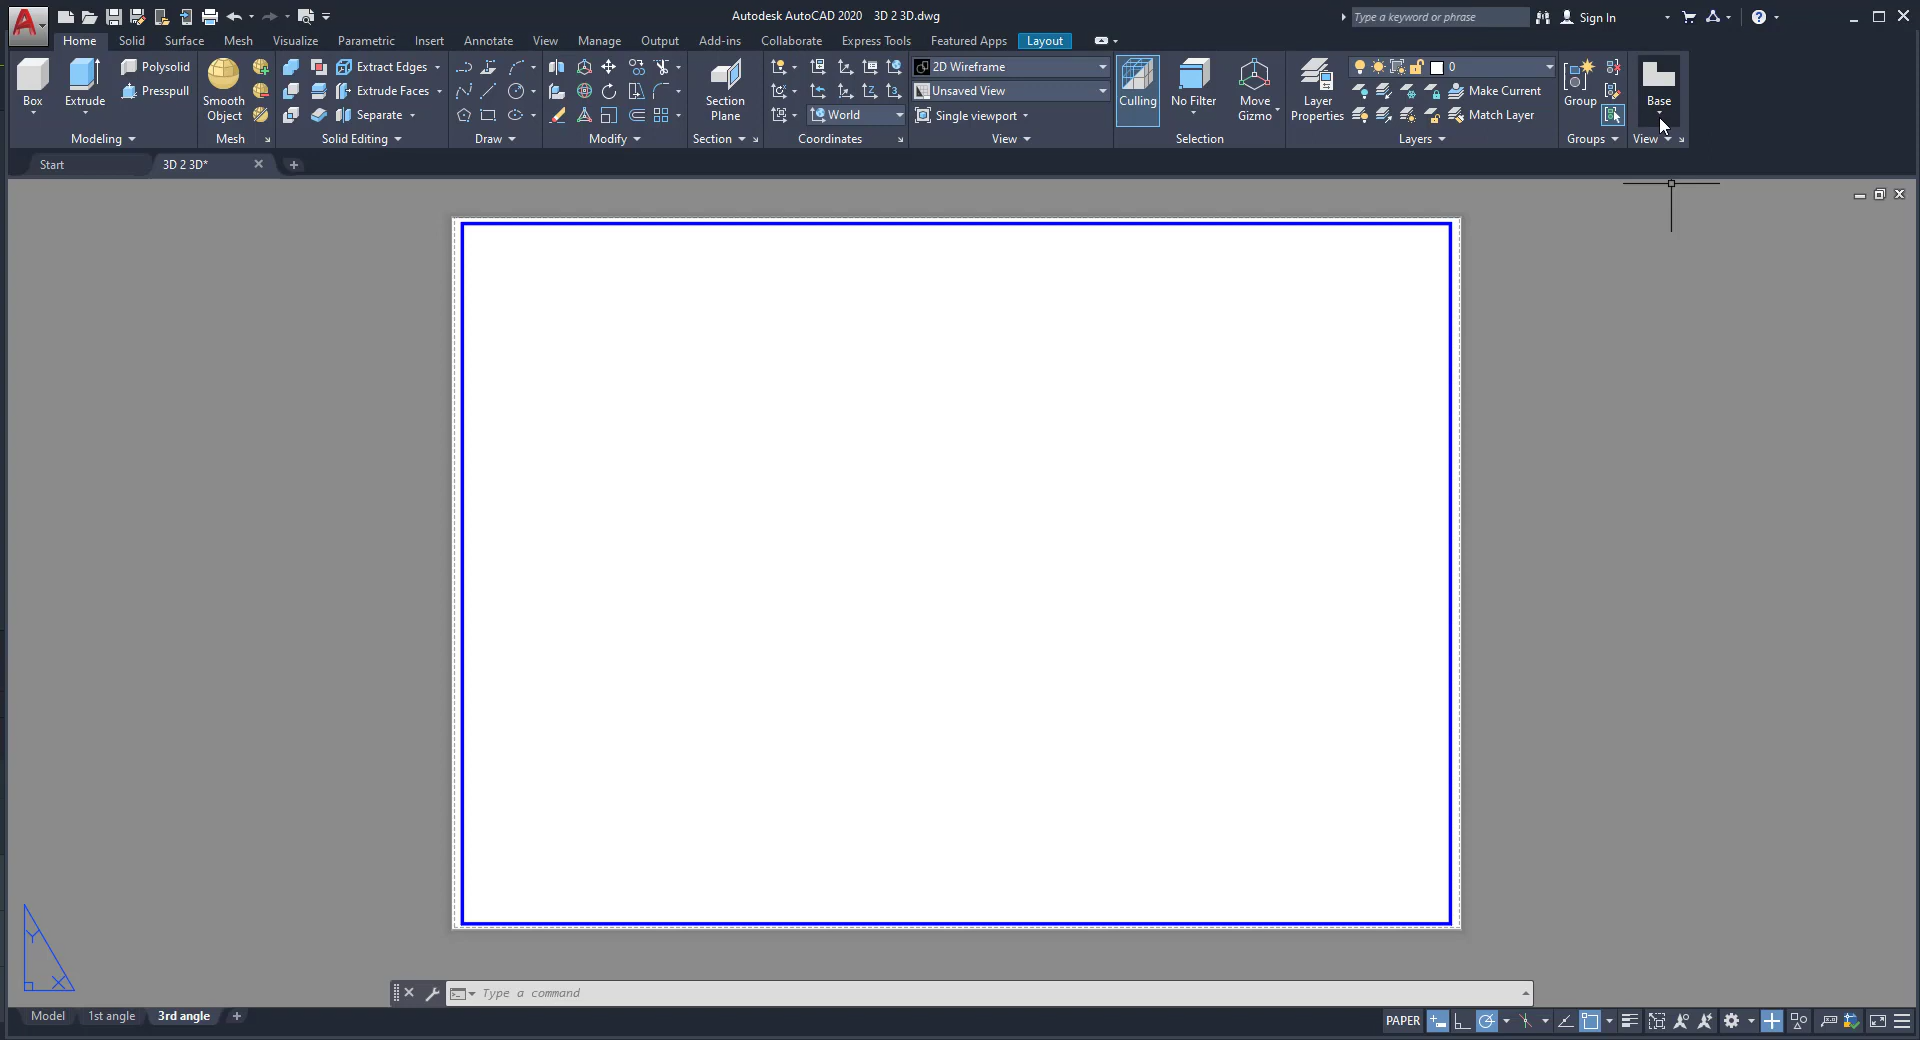 Autodesk AutoCAD 2020 3D 2 3D.dwg
Type a keyword or phrase
Sign In
Home Solid Surface Mesh Visualize Parametric Insert Annotate View Manage Output Add-ins Collaborate Express Tools Featured Apps Layout
Box
Extrude
Polysolid
Presspull
Modeling
Smooth
Object
Mesh
Extract Edges
Extrude Faces
Separate
Solid Editing
Draw
Modify
Section
Plane
Section
World
Coordinates
2D Wireframe
Unsaved View
Single viewport
View
Culling
No Filter
Move
Gizmo
Selection
Layer
Properties
0
Make Current
Match Layer
Layers
Group
Groups
Base
View
Start
3D 2 3D*
Y
X
Type a command
Model 1st angle 3rd angle
PAPER